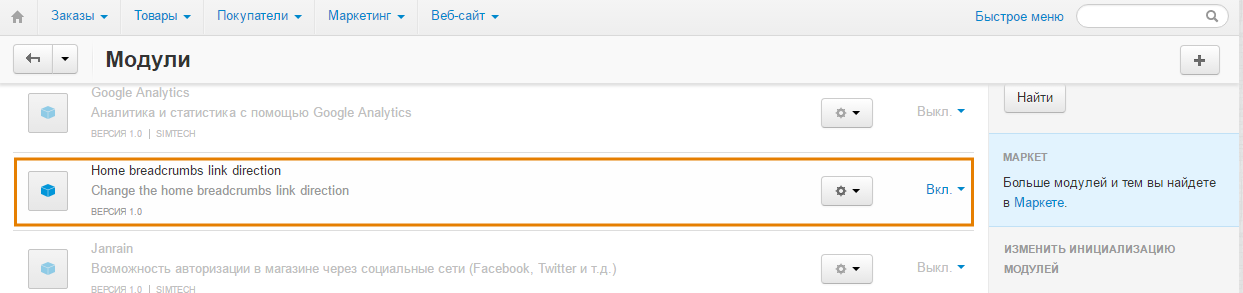 Заказы Товары Покупатели Маркетинг Веб-сайт Быстрое меню
Модули
Google Analytics
Аналитика и статистика с помощью Google Analytics
ВЕРСИЯ 1.0 | SIMTECH
Выкл.
Home breadcrumbs link direction
Change the home breadcrumbs link direction
ВЕРСИЯ 1.0
Вкл.
Janrain
Возможность авторизации в магазине через социальные сети (Facebook, Twitter и т.д.)
ВЕРСИЯ 1.0 | SIMTECH
Выкл.
Найти
МАРКЕТ
Больше модулей и тем вы найдете
в Маркете.
ИЗМЕНИТЬ ИНИЦИАЛИЗАЦИЮ
МОДУЛЕЙ